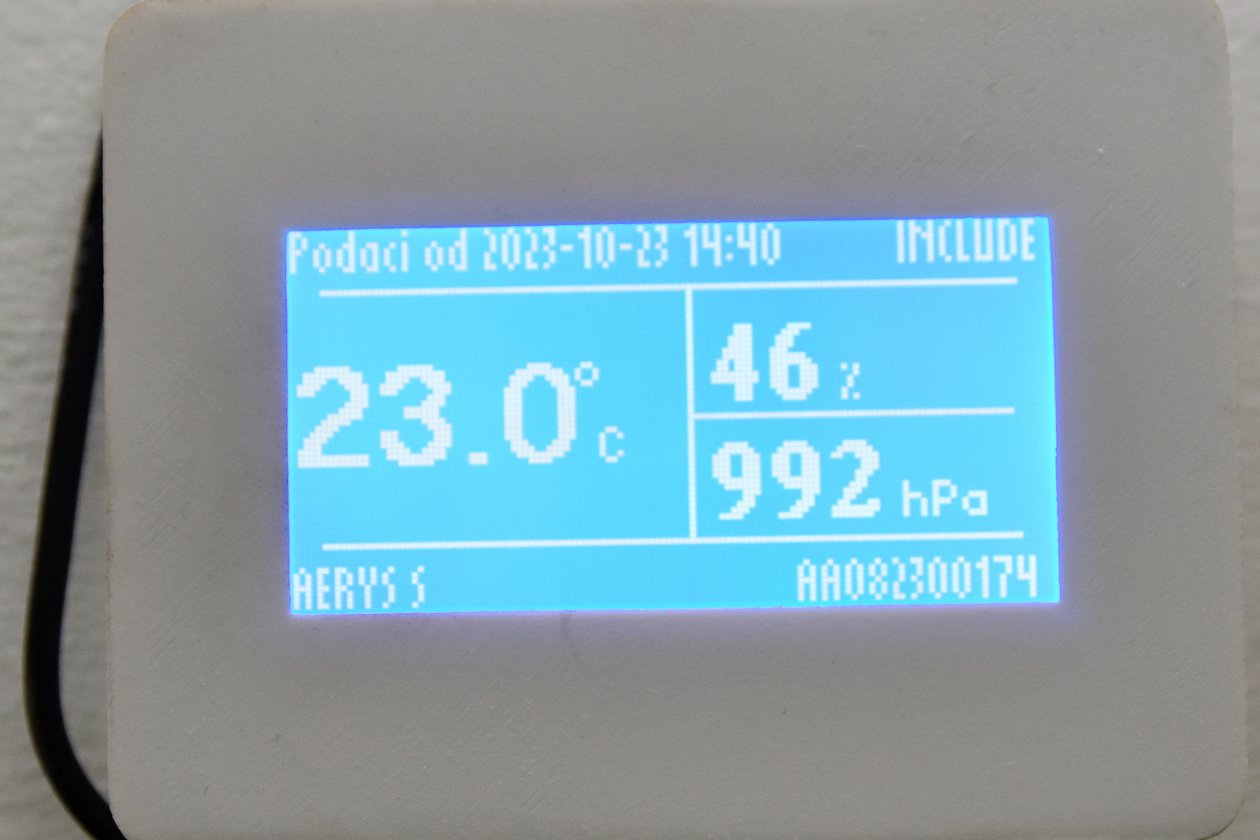 Podaci od 2023-10-23 14:40 INCLUDE
23.0°C
46 %
992 hPa
AERYS S AA082300174